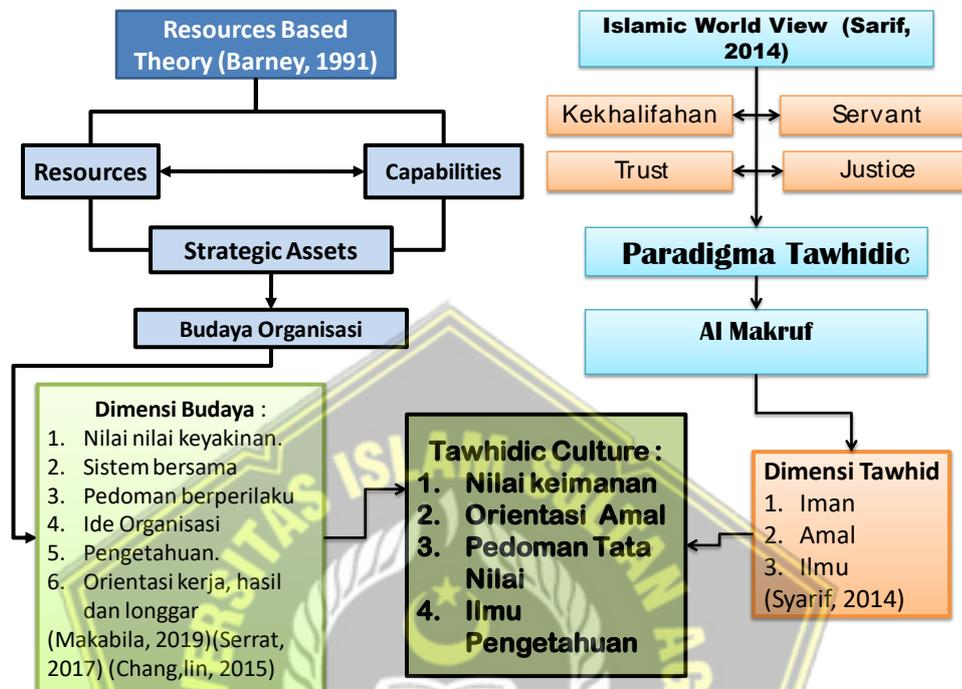 Resources Based
Theory (Barney, 1991)
Resources
Capabilities
Strategic Assets
Budaya Organisasi
Dimensi Budaya :
1. Nilai nilai keyakinan.
2. Sistem bersama
3. Pedoman berperilaku
4. Ide Organisasi
5. Pengetahuan.
6. Orientasi kerja, hasil
dan longgar
(Makabila, 2019)(Serrat,
2017) (Chang,lin, 2015)
Islamic World View (Sarif,
2014)
Kekhalifahan
Servant
Trust
Justice
Paradigma Tawhidic
Al Makruf
Dimensi Tawhid
1. Iman
2. Amal
3. Ilmu
(Syarif, 2014)
Tawhidic Culture :
1. Nilai keimanan
2. Orientasi Amal
3. Pedoman Tata
Nilai
4. Ilmu
Pengetahuan
ISLAM SULTAN